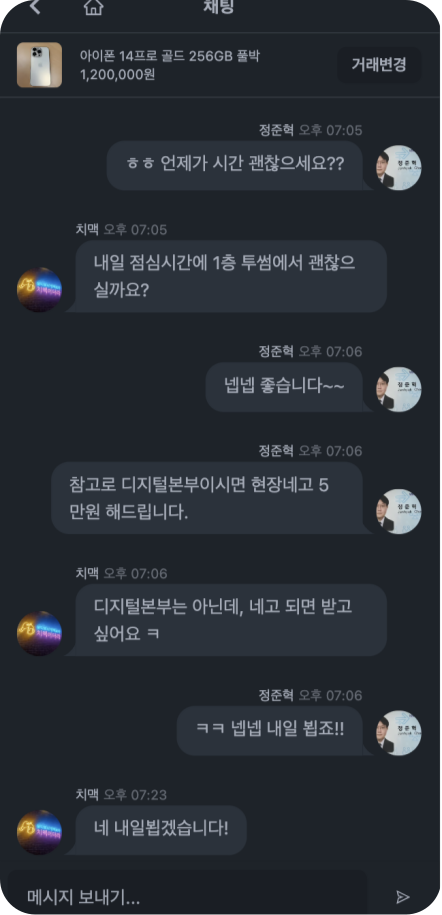 채팅
아이폰 14프로 골드 256GB 풀박
1,200,000원
거래변경
정준혁 오후 07:05
ㅎㅎ 언제가 시간 괜찮으세요??
치맥 오후 07:05
내일 점심시간에 1층 투썸에서 괜찮으
실까요?
정준혁 오후 07:06
넵넵 좋습니다~~
정준혁 오후 07:06
참고로 디지털본부이시면 현장네고 5
만원 해드립니다.
치맥 오후 07:06
디지털본부는 아닌데, 네고 되면 받고
싶어요 ㅋ
정준혁 오후 07:06
ㅋㅋ 넵넵 내일 뵙죠!!
치맥 오후 07:23
네 내일뵙겠습니다!
메시지 보내기...